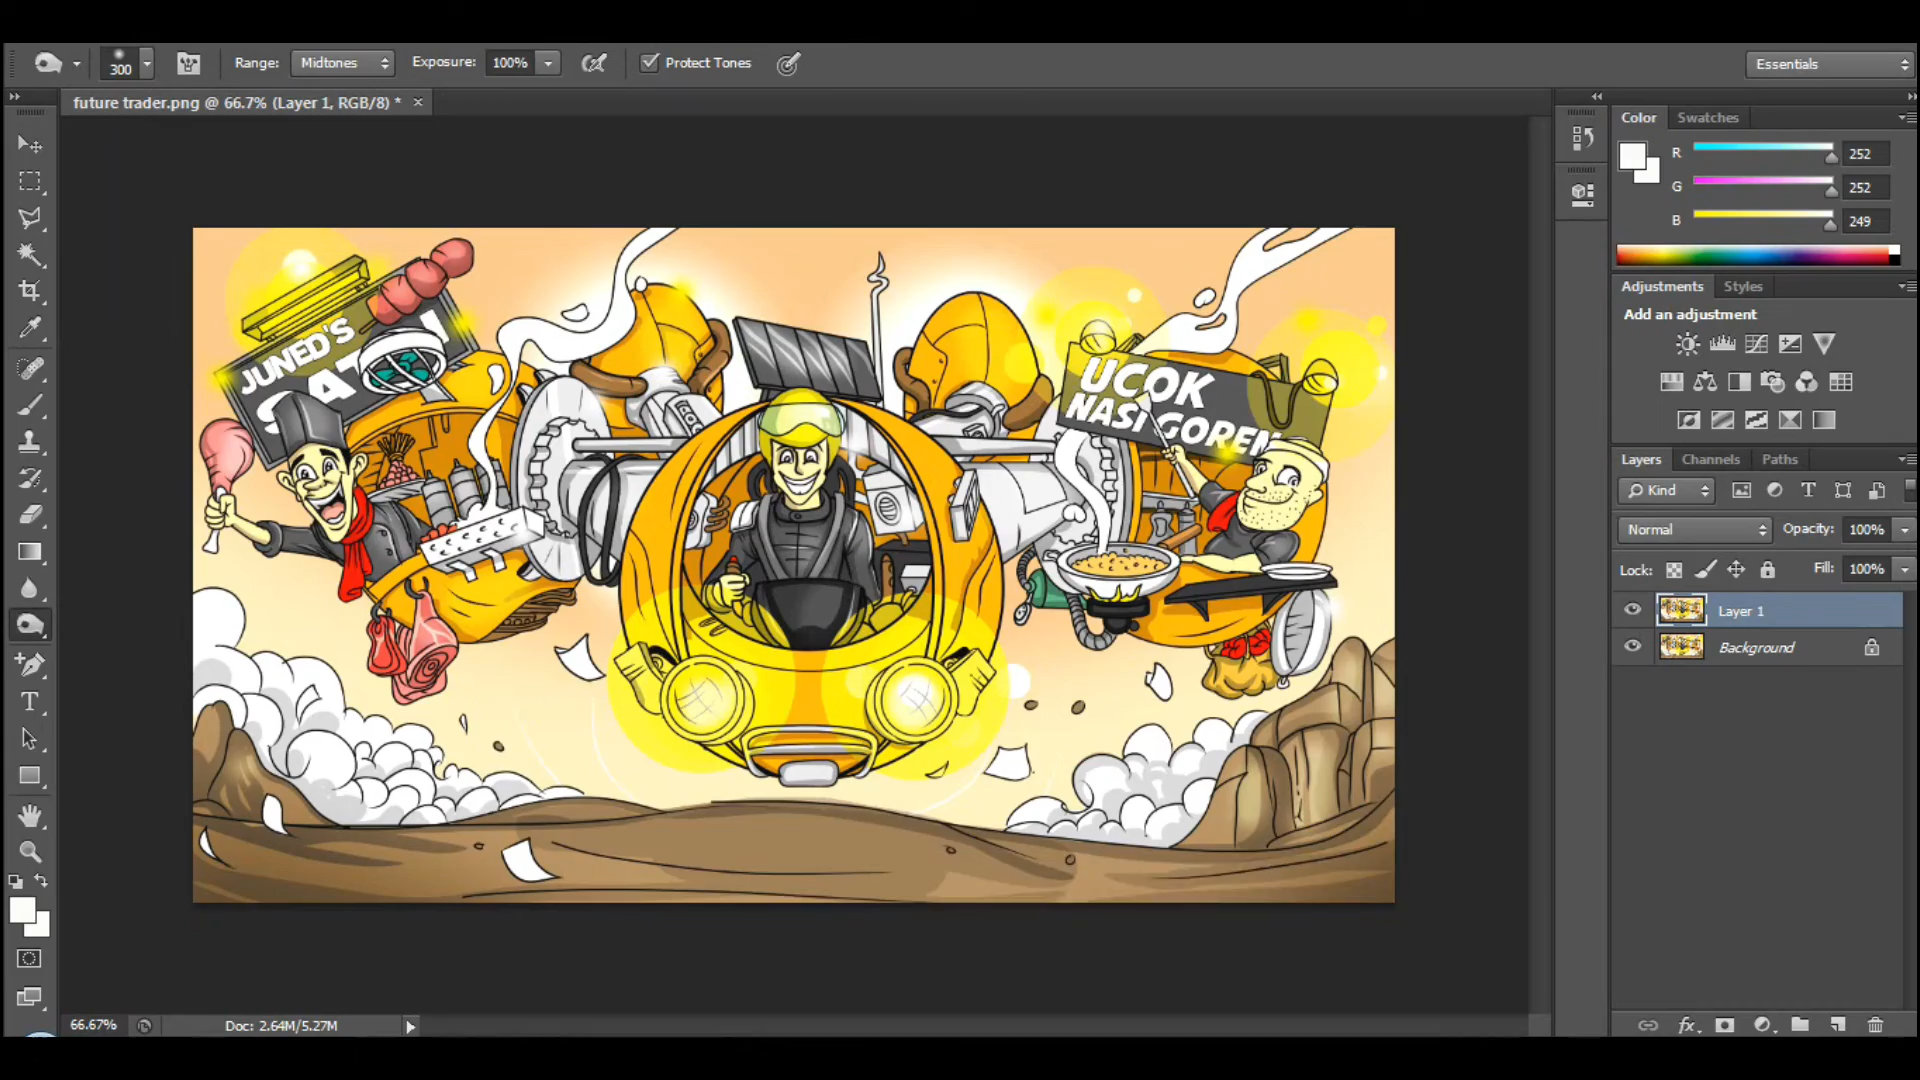 300
Range: Midtones
Exposure: 100%
Protect Tones
Essentials
future trader.png @ 66.7% (Layer 1, RGB/8) *
Color Swatches
R 252
G 252
B 249
Adjustments Styles
Add an adjustment
Layers Channels Paths
Kind
Normal Opacity: 100%
Lock: Fill: 100%
Layer 1
Background
JUNED'S
UCOK
NASI GOREN
66.67% Doc: 2.64M/5.27M